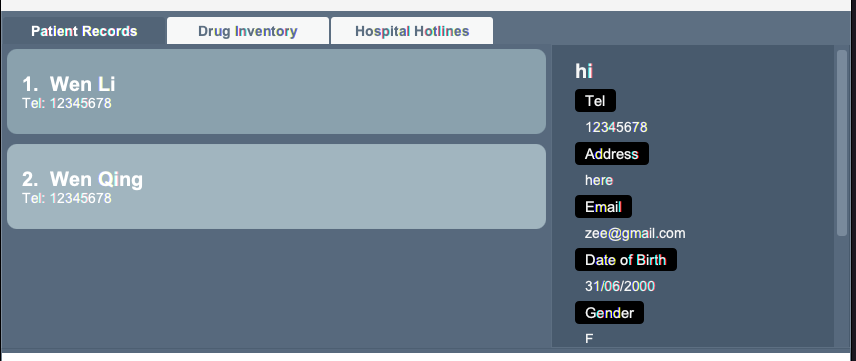 Patient Records
Drug Inventory
Hospital Hotlines
1. Wen Li
Tel: 12345678
2. Wen Qing
Tel: 12345678
hi
Tel
12345678
Address
here
Email
zee@gmail.com
Date of Birth
31/06/2000
Gender
F